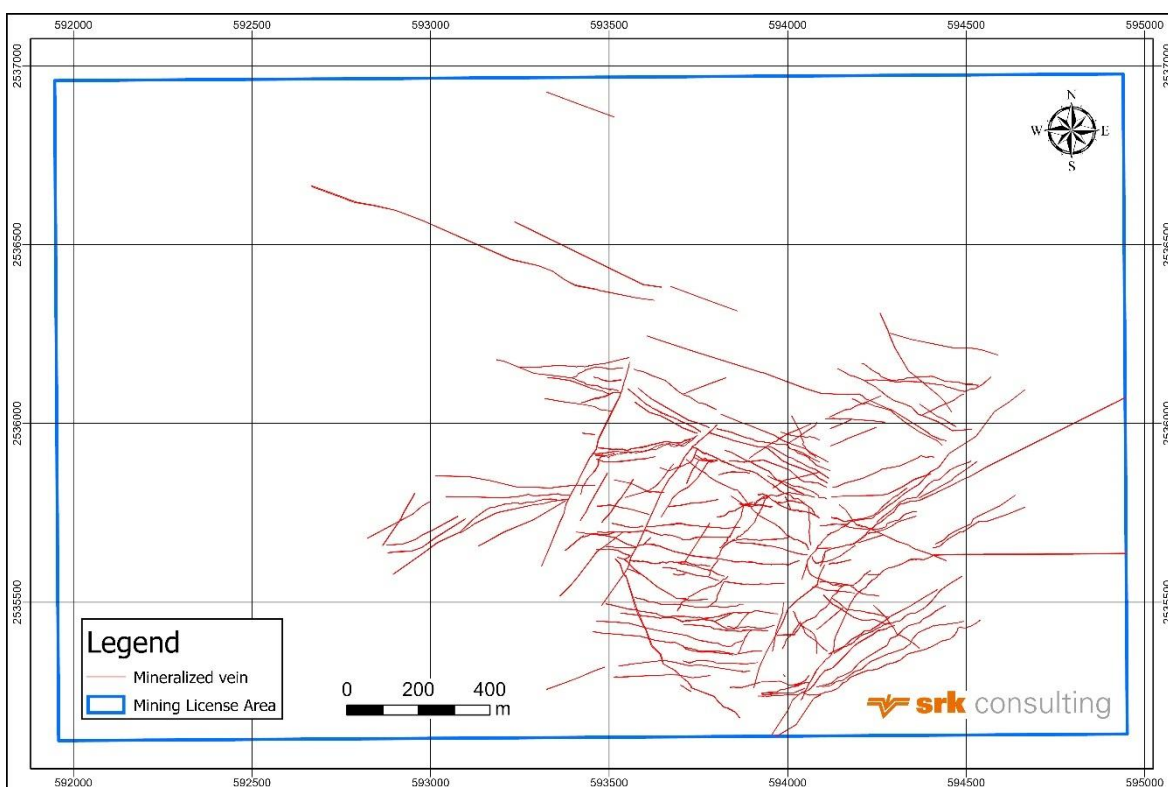 592000 592500 593000 593500 594000 594500 595000
2537000 2537000
N
W E
S
2536500 2536500
2536000 2536000
2535500 2535500
Legend
Mineralized vein
Mining License Area
0 200 400
m
srk consulting
592000 592500 593000 593500 594000 594500 595000